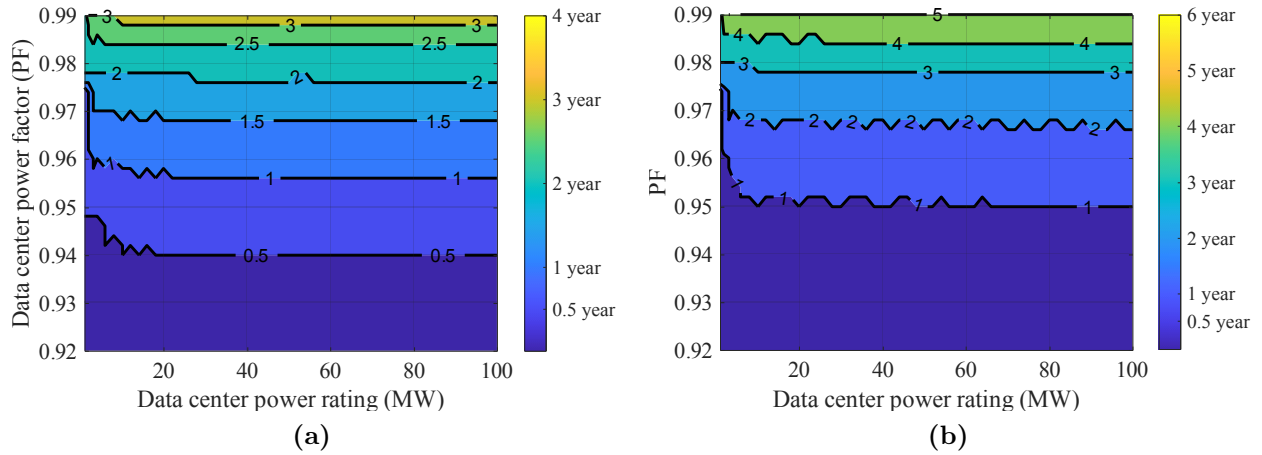 0.99
0.98
0.97
0.96
0.95
0.94
0.93
0.92
Data center power factor (PF)
3 3 3
2.5 2.5 2.5
2 2 2
1.5 1.5 1.5
1 1 1
0.5 0.5
20 40 60 80 100
Data center power rating (MW)
4 year
3 year
2 year
1 year
0.5 year
(a)
0.99
0.98
0.97
0.96
0.95
0.94
0.93
0.92
PF
5
4 4 4
3 3 3
2 2 2 2 2 2 2
1 1 1 1
20 40 60 80 100
Data center power rating (MW)
6 year
5 year
4 year
3 year
2 year
1 year
0.5 year
(b)